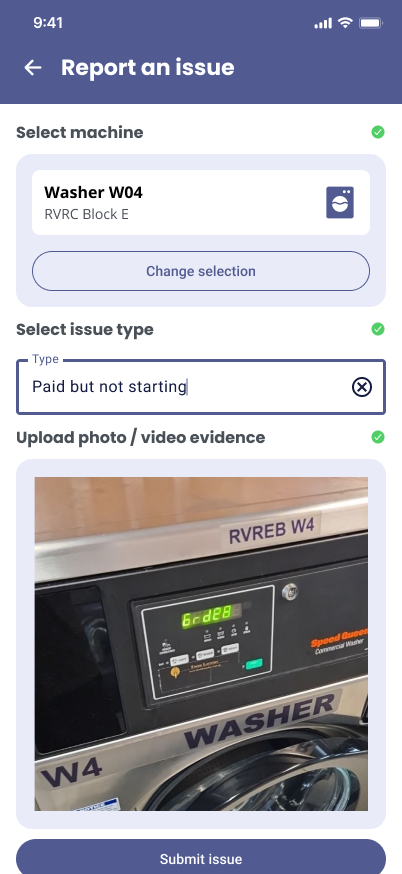 9:41
Report an issue
Select machine
Washer W04
RVRC Block E
Change selection
Select issue type
Type
Paid but not starting
Upload photo / video evidence
RVREB W4
Speed Queen
Commercial Washer
WASHER
W4
NOTICE
Submit issue